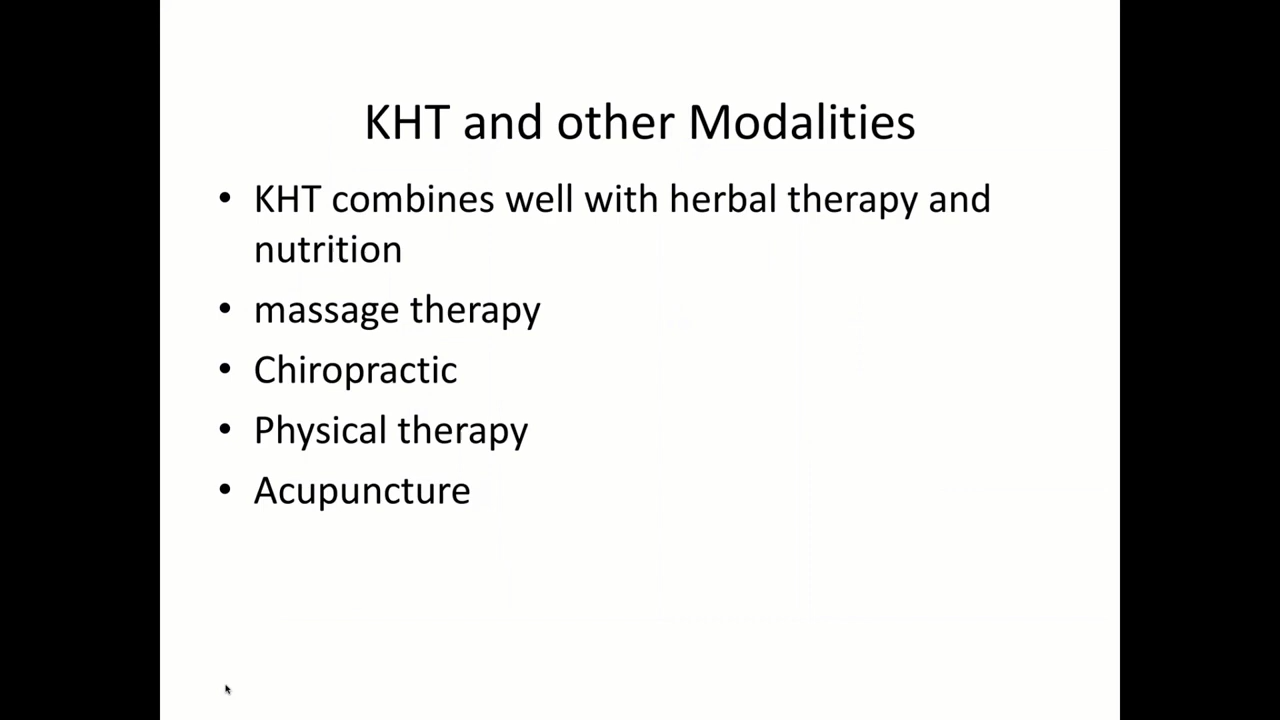 KHT and other Modalities
• KHT combines well with herbal therapy and
nutrition
• massage therapy
• Chiropractic
• Physical therapy
• Acupuncture